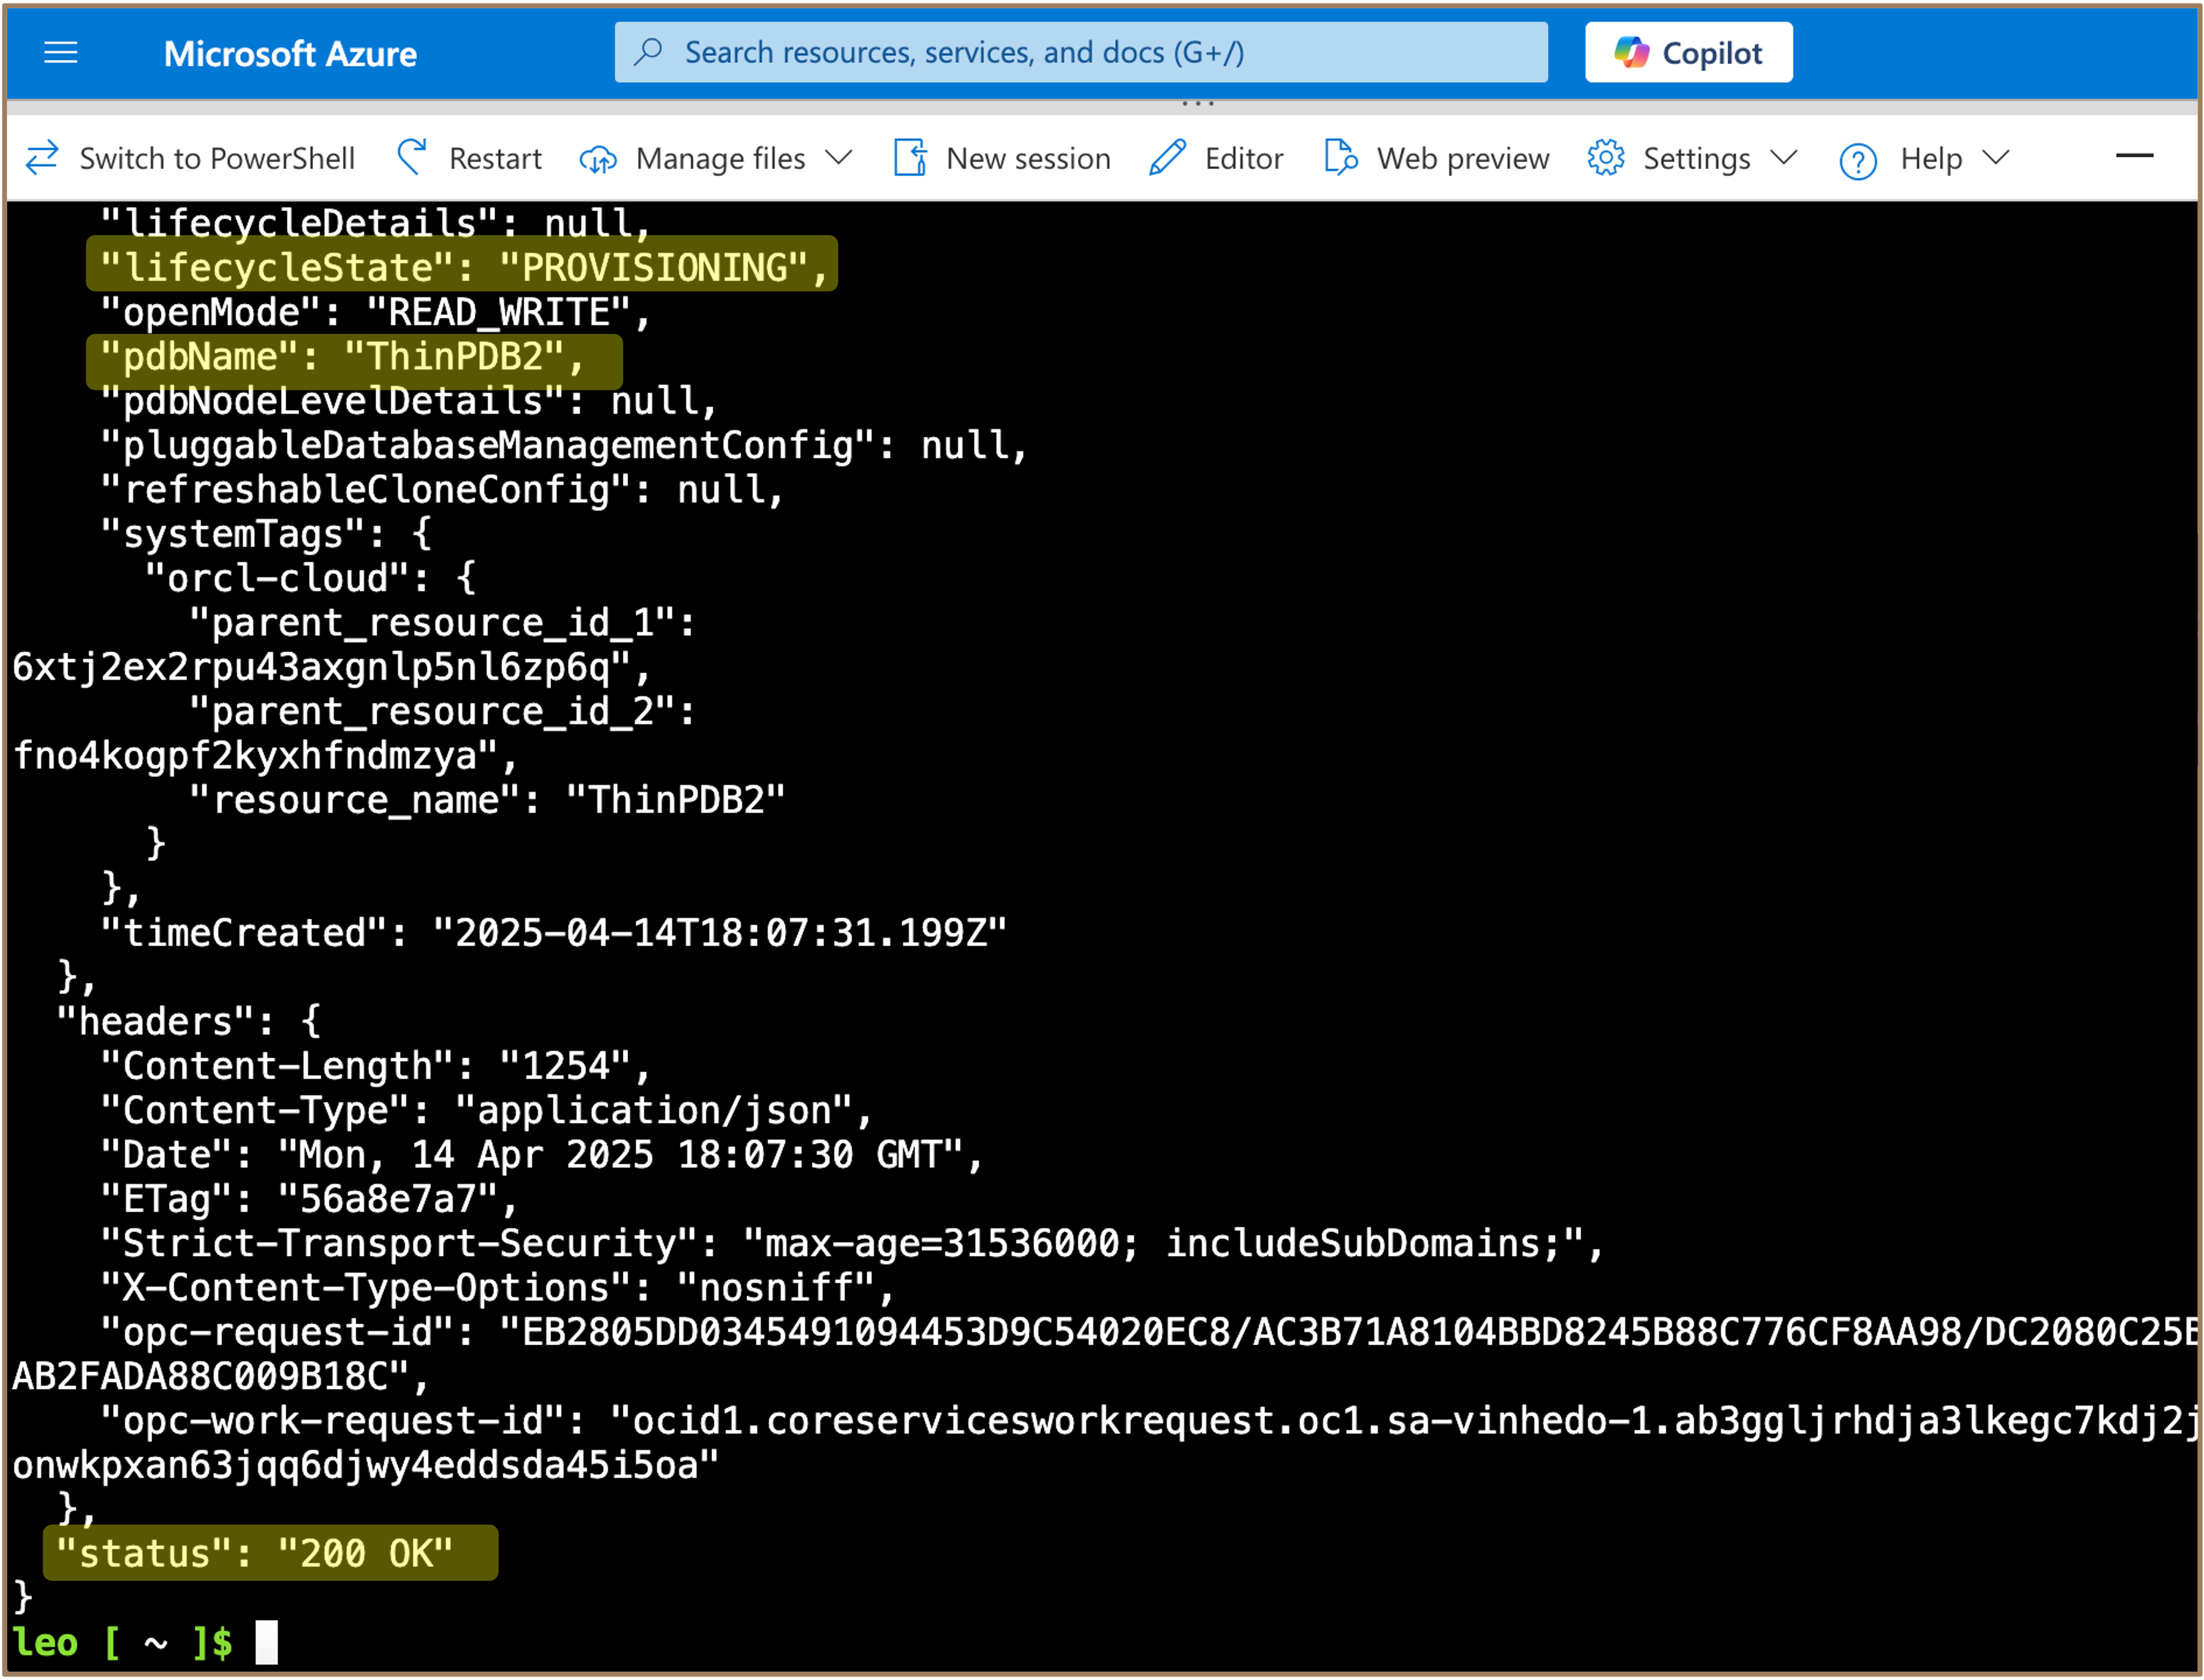 Microsoft Azure
Search resources, services, and docs (G+/)
Copilot
Switch to PowerShell Restart Manage files New session Editor Web preview Settings Help
"lifecycleDetails": null,
"lifecycleState": "PROVISIONING",
"openMode": "READ_WRITE",
"pdbName": "ThinPDB2",
"pdbNodeLevelDetails": null,
"pluggableDatabaseManagementConfig": null,
"refreshableCloneConfig": null,
"systemTags": {
"orcl-cloud": {
"parent_resource_id_1":
6xtj2ex2rpu43axgnlp5nl6zp6q",
"parent_resource_id_2":
fno4kogpf2kyxhfndmzya",
"resource_name": "ThinPDB2"
}
},
"timeCreated": "2025-04-14T18:07:31.199Z"
},
"headers": {
"Content-Length": "1254",
"Content-Type": "application/json",
"Date": "Mon, 14 Apr 2025 18:07:30 GMT",
"ETag": "56a8e7a7",
"Strict-Transport-Security": "max-age=31536000; includeSubDomains;",
"X-Content-Type-Options": "nosniff",
"opc-request-id": "EB2805DD0345491094453D9C54020EC8/AC3B71A8104BBD8245B88C776CF8AA98/DC2080C25B
AB2FADA88C009B18C",
"opc-work-request-id": "ocid1.coreservicesworkrequest.oc1.sa-vinhedo-1.ab3ggljrhdja3lkegc7kdj2j
onwkpxan63jqq6djwy4eddsda45i5oa"
},
"status": "200 OK"
}
leo [ ~ ]$